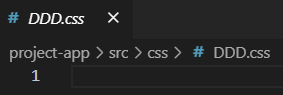 # DDD.css ×
project-app > src > css > # DDD.css
1